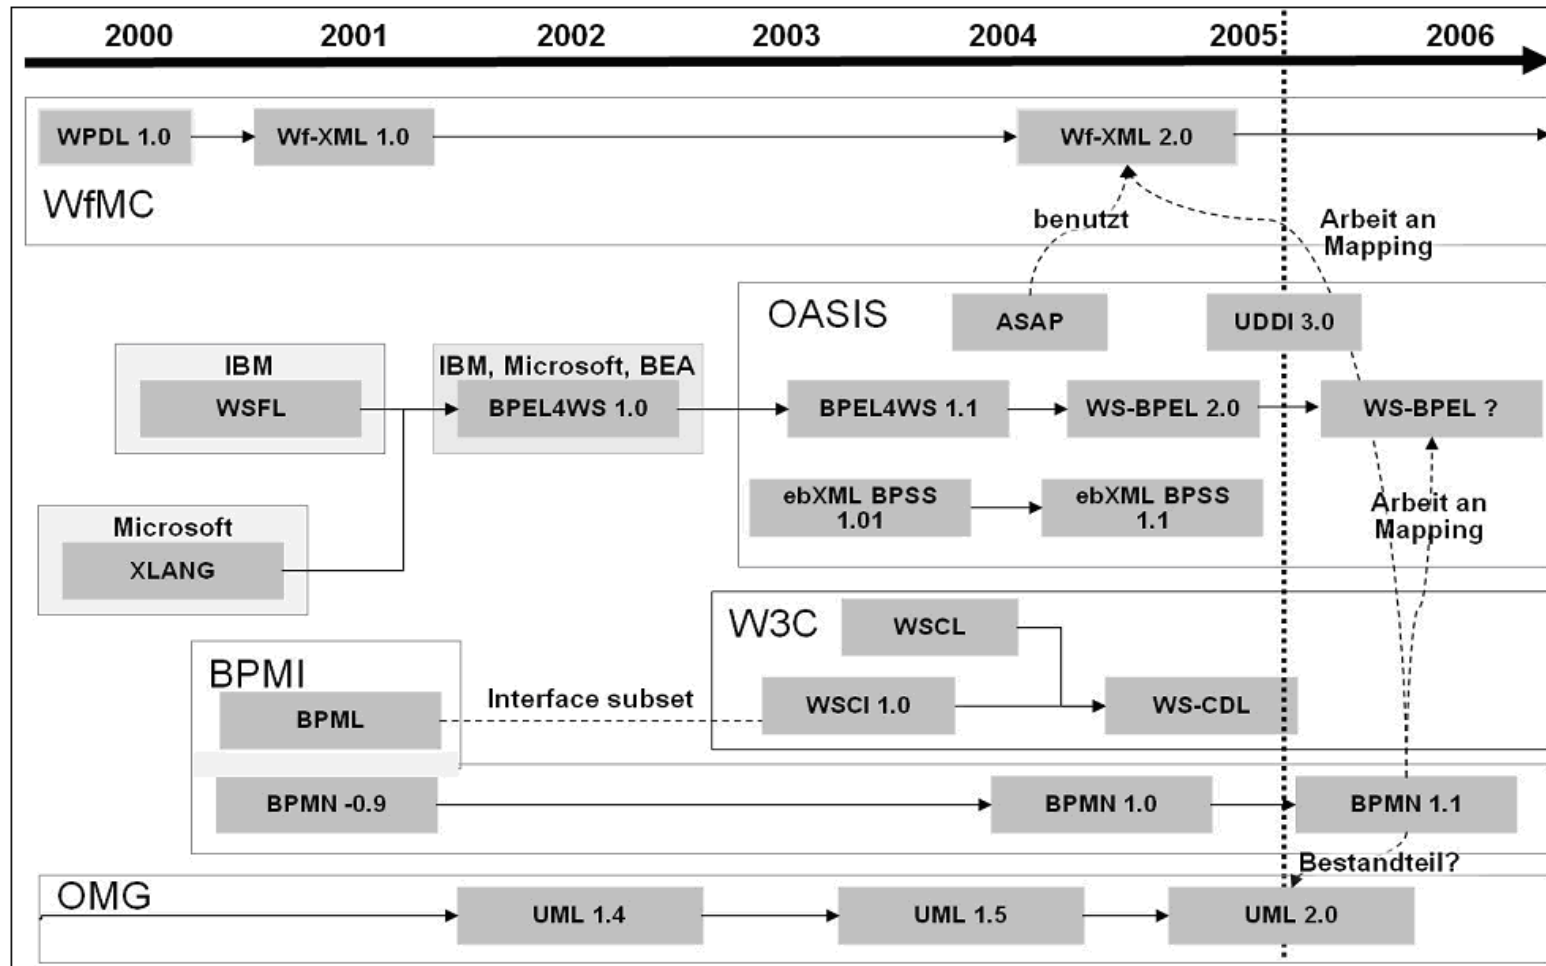 2000 2001 2002 2003 2004 2005 2006
WPDL 1.0
Wf-XML 1.0
Wf-XML 2.0
WfMC
benutzt
Arbeit an
Mapping
OASIS
ASAP
UDDI 3.0
IBM
WSFL
IBM, Microsoft, BEA
BPEL4WS 1.0
BPEL4WS 1.1
WS-BPEL 2.0
WS-BPEL ?
ebXML BPSS
1.01
ebXML BPSS
1.1
Arbeit an
Mapping
Microsoft
XLANG
W3C
WSCL
BPMI
BPML
Interface subset
WSCI 1.0
WS-CDL
BPMN -0.9
BPMN 1.0
BPMN 1.1
Bestandteil?
OMG
UML 1.4
UML 1.5
UML 2.0